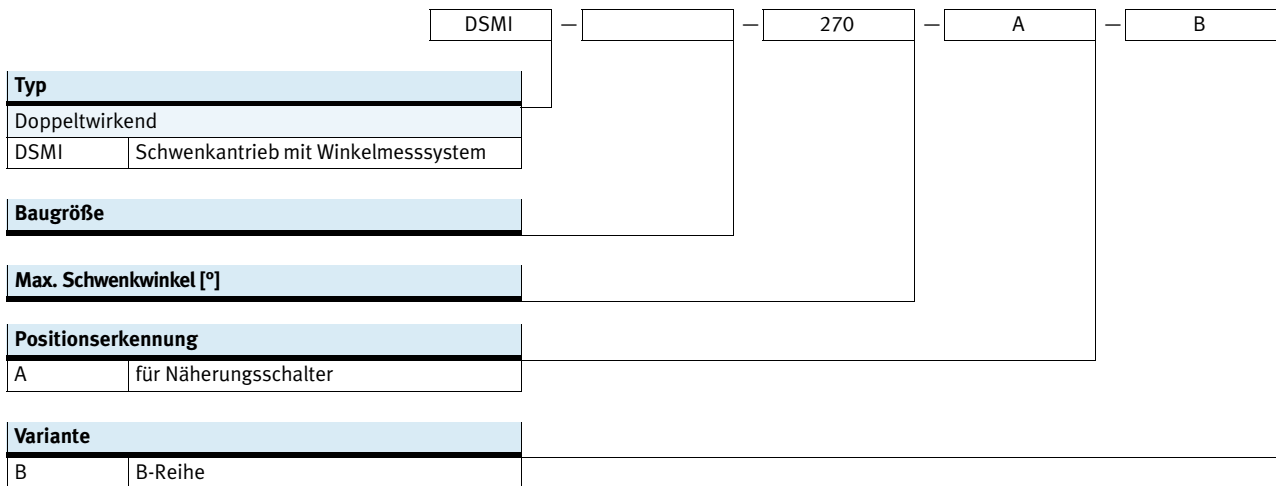 DSMI – – 270 – A – B
Typ
Doppeltwirkend
DSMI Schwenkantrieb mit Winkelmesssystem
Baugröße
Max. Schwenkwinkel [°]
Positionserkennung
A für Näherungsschalter
Variante
B B-Reihe